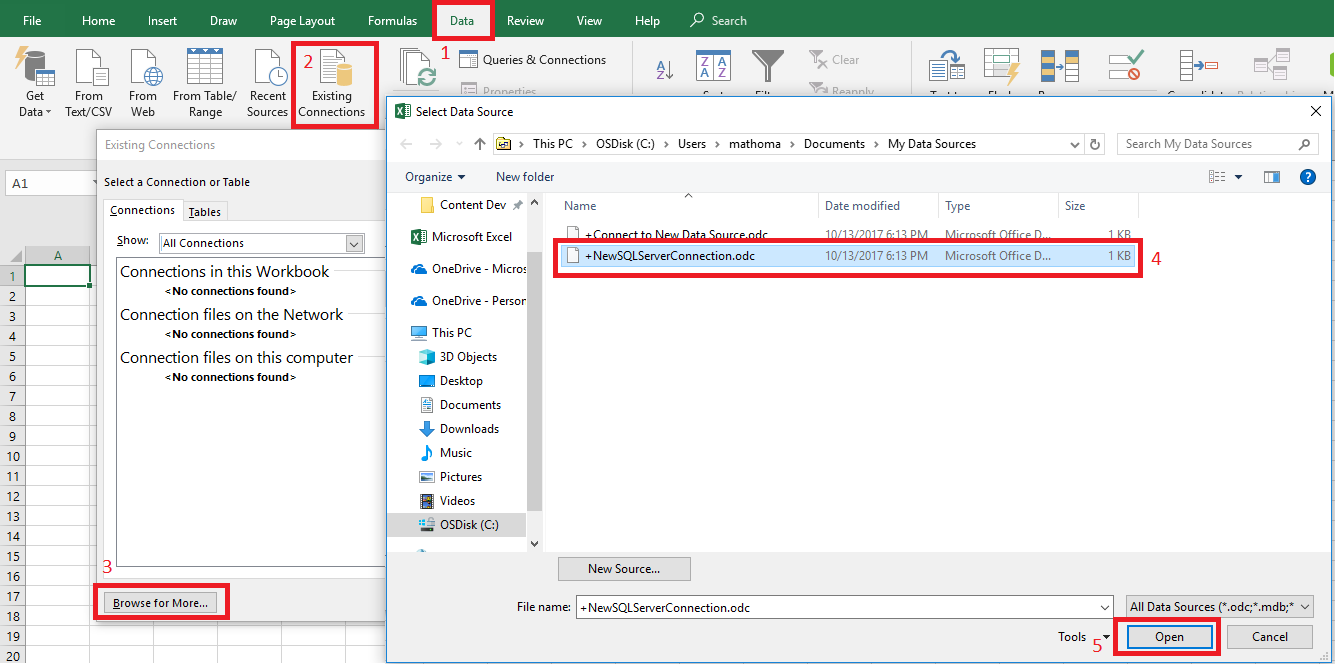 File Home Insert Draw Page Layout Formulas Data Review View Help Search
1
2
Get Data
From Text/CSV
From Web
From Table/ Range
Recent Sources
Existing Connections
Queries & Connections
Properties
Clear
Reapply
A1
Existing Connections
Select a Connection or Table
Connections Tables
Show: All Connections
Connections in this Workbook
<No connections found>
Connection files on the Network
<No connections found>
Connection files on this computer
<No connections found>
3
Browse for More...
A
1
2
3
4
5
6
7
8
9
10
11
12
13
14
15
16
17
18
19
20
Select Data Source
This PC > OSDisk (C:) > Users > mathoma > Documents > My Data Sources
Search My Data Sources
Organize New folder
Content Dev
Microsoft Excel
OneDrive - Micros
OneDrive - Person
This PC
3D Objects
Desktop
Documents
Downloads
Music
Pictures
Videos
OSDisk (C:)
Name Date modified Type Size
+Connect to New Data Source.odc 10/13/2017 6:13 PM Microsoft Office D... 1 KB
+NewSQLServerConnection.odc 10/13/2017 6:13 PM Microsoft Office D... 1 KB
4
New Source...
File name: +NewSQLServerConnection.odc All Data Sources (*.odc;*.mdb;*
Tools 5 Open Cancel